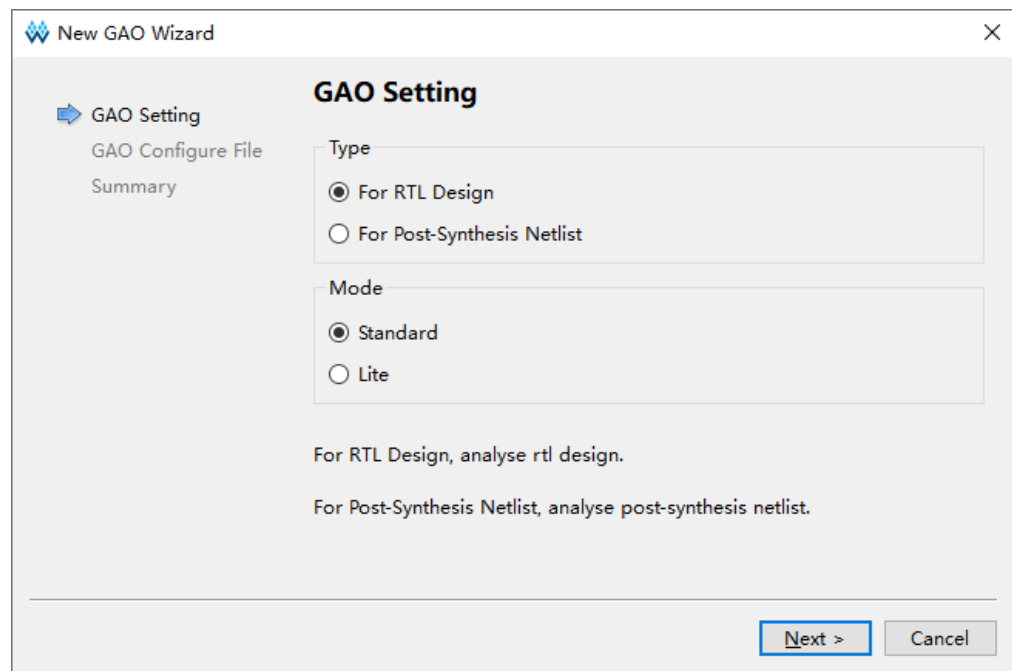 New GAO Wizard
GAO Setting
GAO Configure File
Summary
GAO Setting
Type
For RTL Design
For Post-Synthesis Netlist
Mode
Standard
Lite
For RTL Design, analyse rtl design.
For Post-Synthesis Netlist, analyse post-synthesis netlist.
Next >
Cancel